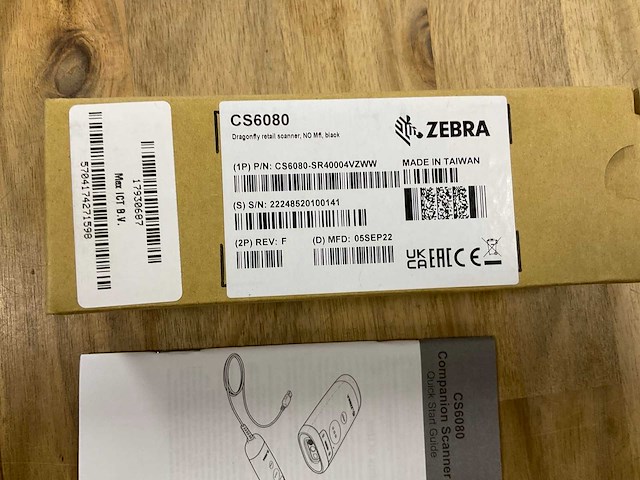 CS6080
Dragonfly retail scanner, NO Mfi, black
ZEBRA
(1P) P/N: CS6080-SR40004VZWW
MADE IN TAIWAN
(S) S/N: 22248520100141
(2P) REV: F
(D) MFD: 05SEP22
UK CA EAC CE
17930687
Max ICT B.V.
5704174271598
CS6080
Companion Scanner
Quick Start Guide